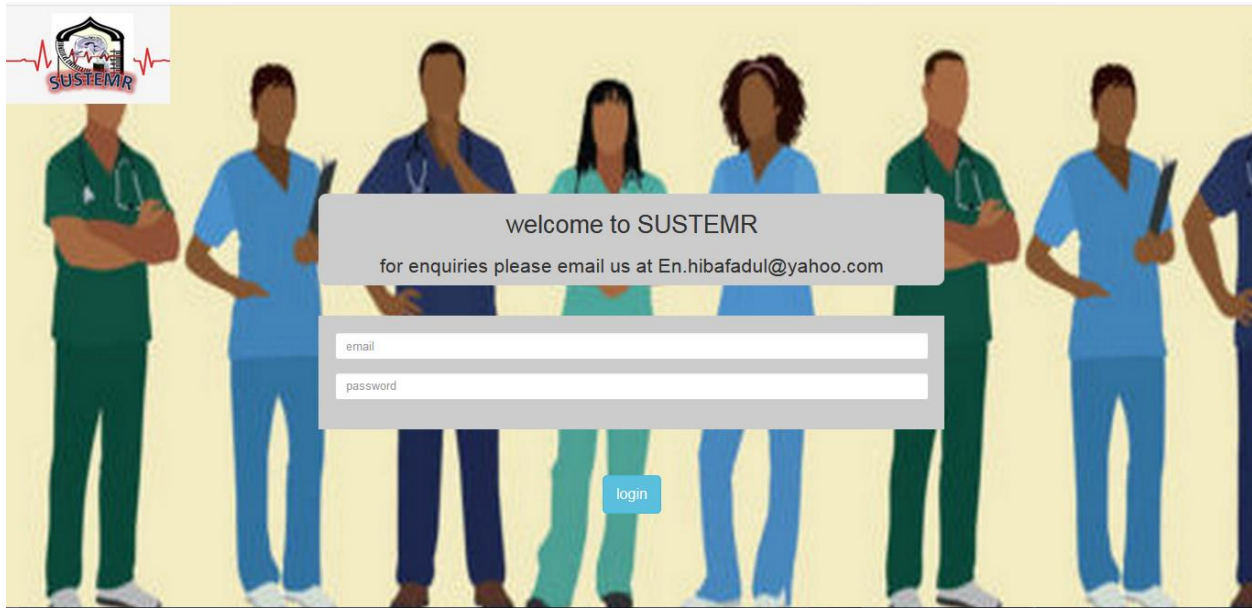 SUSTEMR
welcome to SUSTEMR
for enquiries please email us at En.hibafadul@yahoo.com
email
password
login